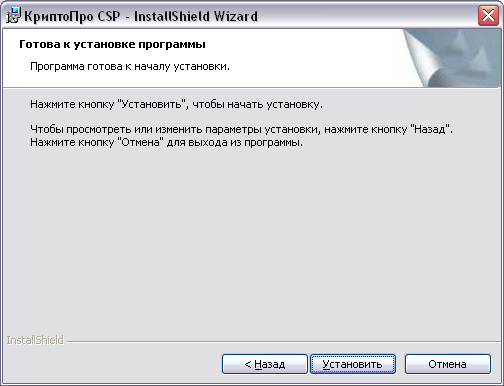 КриптоПро CSP - InstallShield Wizard
Готова к установке программы
Программа готова к началу установки.
Нажмите кнопку "Установить", чтобы начать установку.
Чтобы просмотреть или изменить параметры установки, нажмите кнопку "Назад".
Нажмите кнопку "Отмена" для выхода из программы.
InstallShield
< Назад Установить Отмена